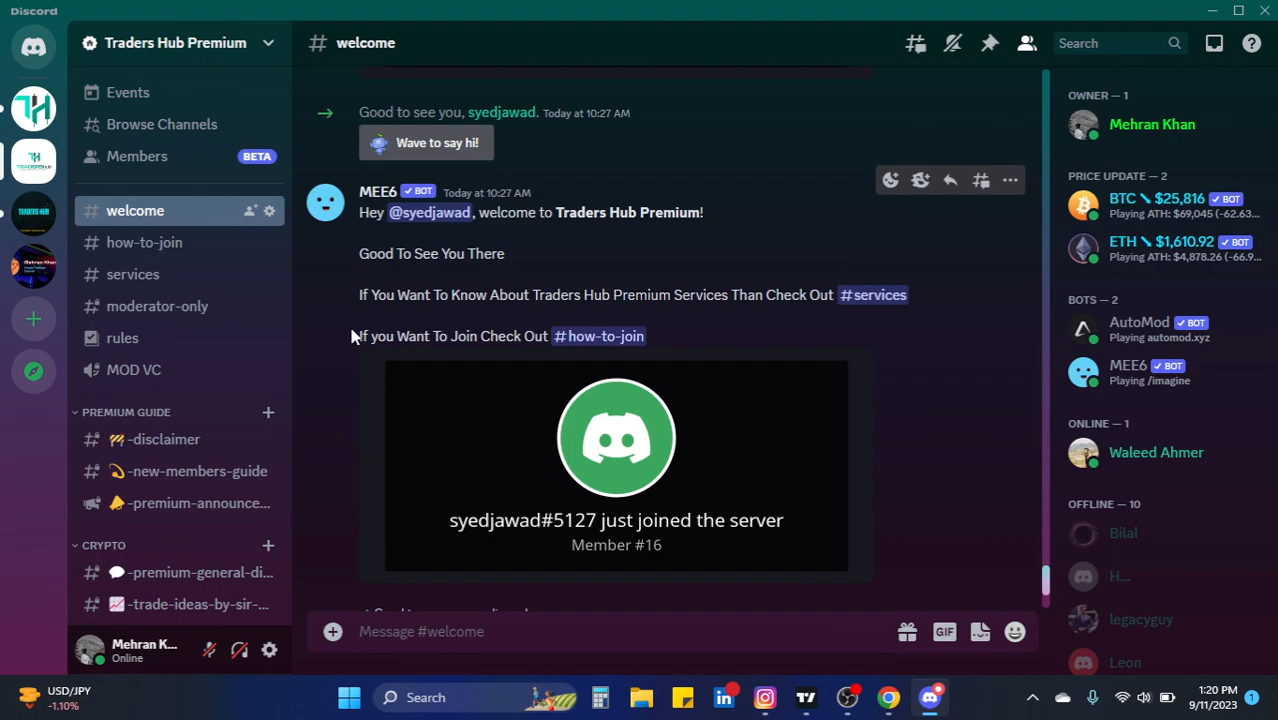 Discord
Traders Hub Premium
Events
Browse Channels
Members
BETA
welcome
how-to-join
services
moderator-only
rules
MOD VC
PREMIUM GUIDE
-disclaimer
-new-members-guide
-premium-announce...
CRYPTO
-premium-general-di...
-trade-ideas-by-sir-...
Mehran K...
Online
TRADERS HUB
welcome
Search
Good to see you, syedjawad. Today at 10:27 AM
Wave to say hi!
MEE6 ✓ BOT Today at 10:27 AM
Hey @syedjawad, welcome to Traders Hub Premium!
Good To See You There
If You Want To Know About Traders Hub Premium Services Than Check Out #services
If you Want To Join Check Out #how-to-join
syedjawad#5127 just joined the server
Member #16
Message #welcome
GIF
OWNER — 1
Mehran Khan
PRICE UPDATE — 2
BTC $25,816 ✓ BOT
Playing ATH: $69,045 (-62.63...
ETH $1,610.92 ✓ BOT
Playing ATH: $4,878.26 (-66.9...
BOTS — 2
AutoMod ✓ BOT
Playing automod.xyz
MEE6 ✓ BOT
Playing /imagine
ONLINE — 1
Waleed Ahmer
OFFLINE — 10
Bilal
H...
legacyguy
Leon
USD/JPY
-1.10%
Search
1:20 PM
9/11/2023
1